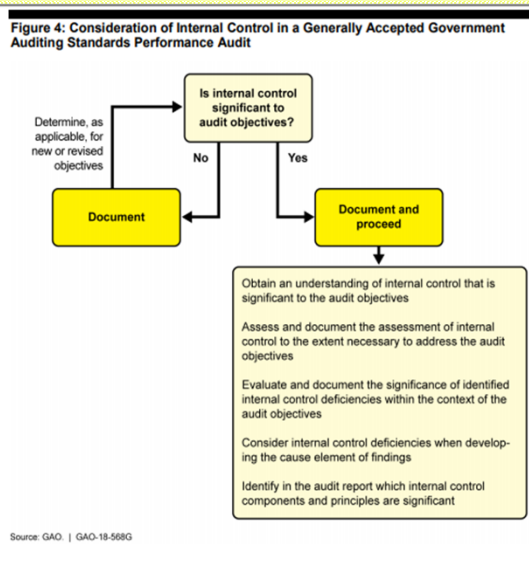 Figure 4: Consideration of Internal Control in a Generally Accepted Government
Auditing Standards Performance Audit
Is internal control
significant to
audit objectives?
Determine, as
applicable, for
new or revised
objectives
No
Yes
Document
Document and
proceed
Obtain an understanding of internal control that is
significant to the audit objectives
Assess and document the assessment of internal
control to the extent necessary to address the audit
objectives
Evaluate and document the significance of identified
internal control deficiencies within the context of the
audit objectives
Consider internal control deficiencies when develop-
ing the cause element of findings
Identify in the audit report which internal control
components and principles are significant
Source: GAO. | GAO-18-568G